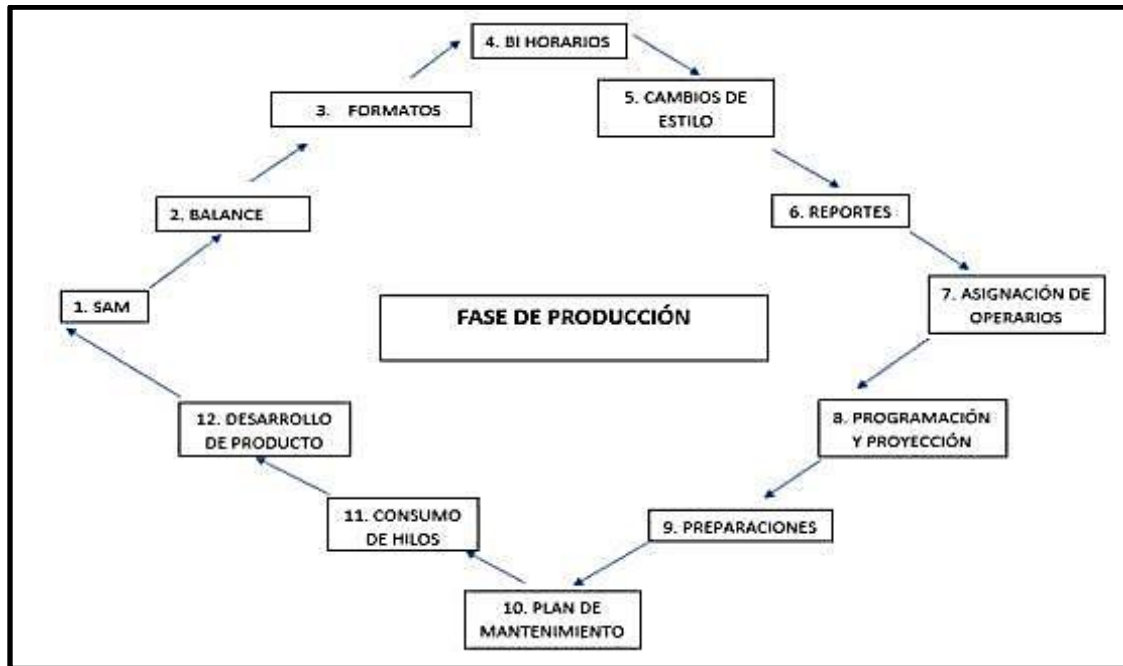 4. BI HORARIOS
3. FORMATOS
5. CAMBIOS DE
ESTILO
2. BALANCE
6. REPORTES
1. SAM
FASE DE PRODUCCIÓN
7. ASIGNACIÓN DE
OPERARIOS
12. DESARROLLO
DE PRODUCTO
8. PROGRAMACIÓN
Y PROYECCIÓN
11. CONSUMO
DE HILOS
9. PREPARACIONES
10. PLAN DE
MANTENIMIENTO